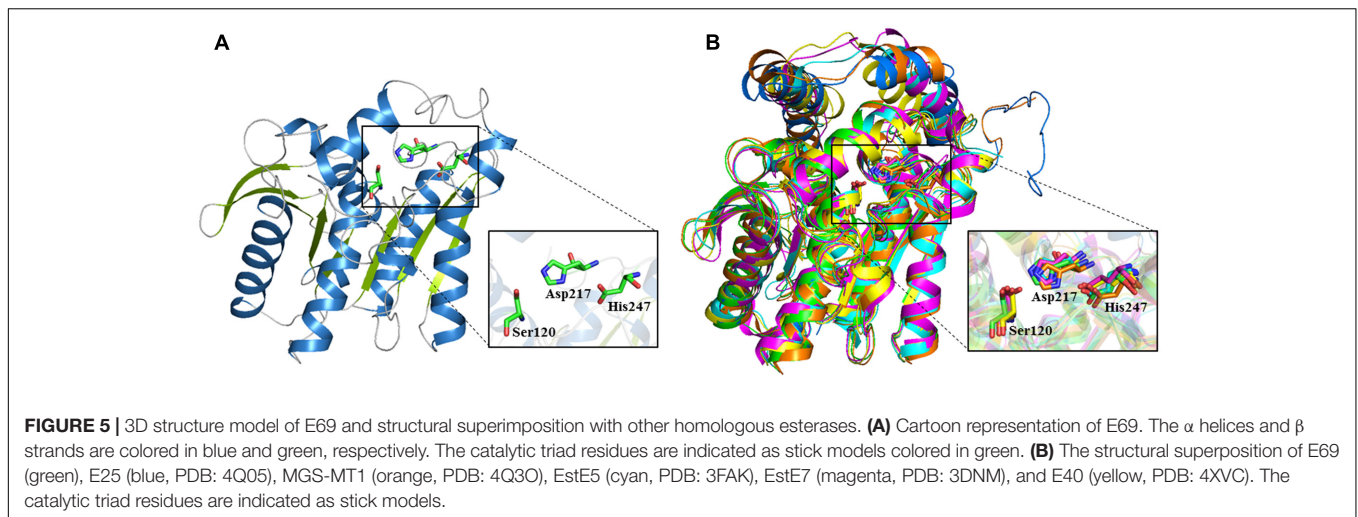 A
B
Asp217
His247
Ser120
Asp217
His247
Ser120
FIGURE 5 | 3D structure model of E69 and structural superimposition with other homologous esterases. (A) Cartoon representation of E69. The α helices and β
strands are colored in blue and green, respectively. The catalytic triad residues are indicated as stick models colored in green. (B) The structural superposition of E69
(green), E25 (blue, PDB: 4Q05), MGS-MT1 (orange, PDB: 4Q3O), EstE5 (cyan, PDB: 3FAK), EstE7 (magenta, PDB: 3DNM), and E40 (yellow, PDB: 4XVC). The
catalytic triad residues are indicated as stick models.